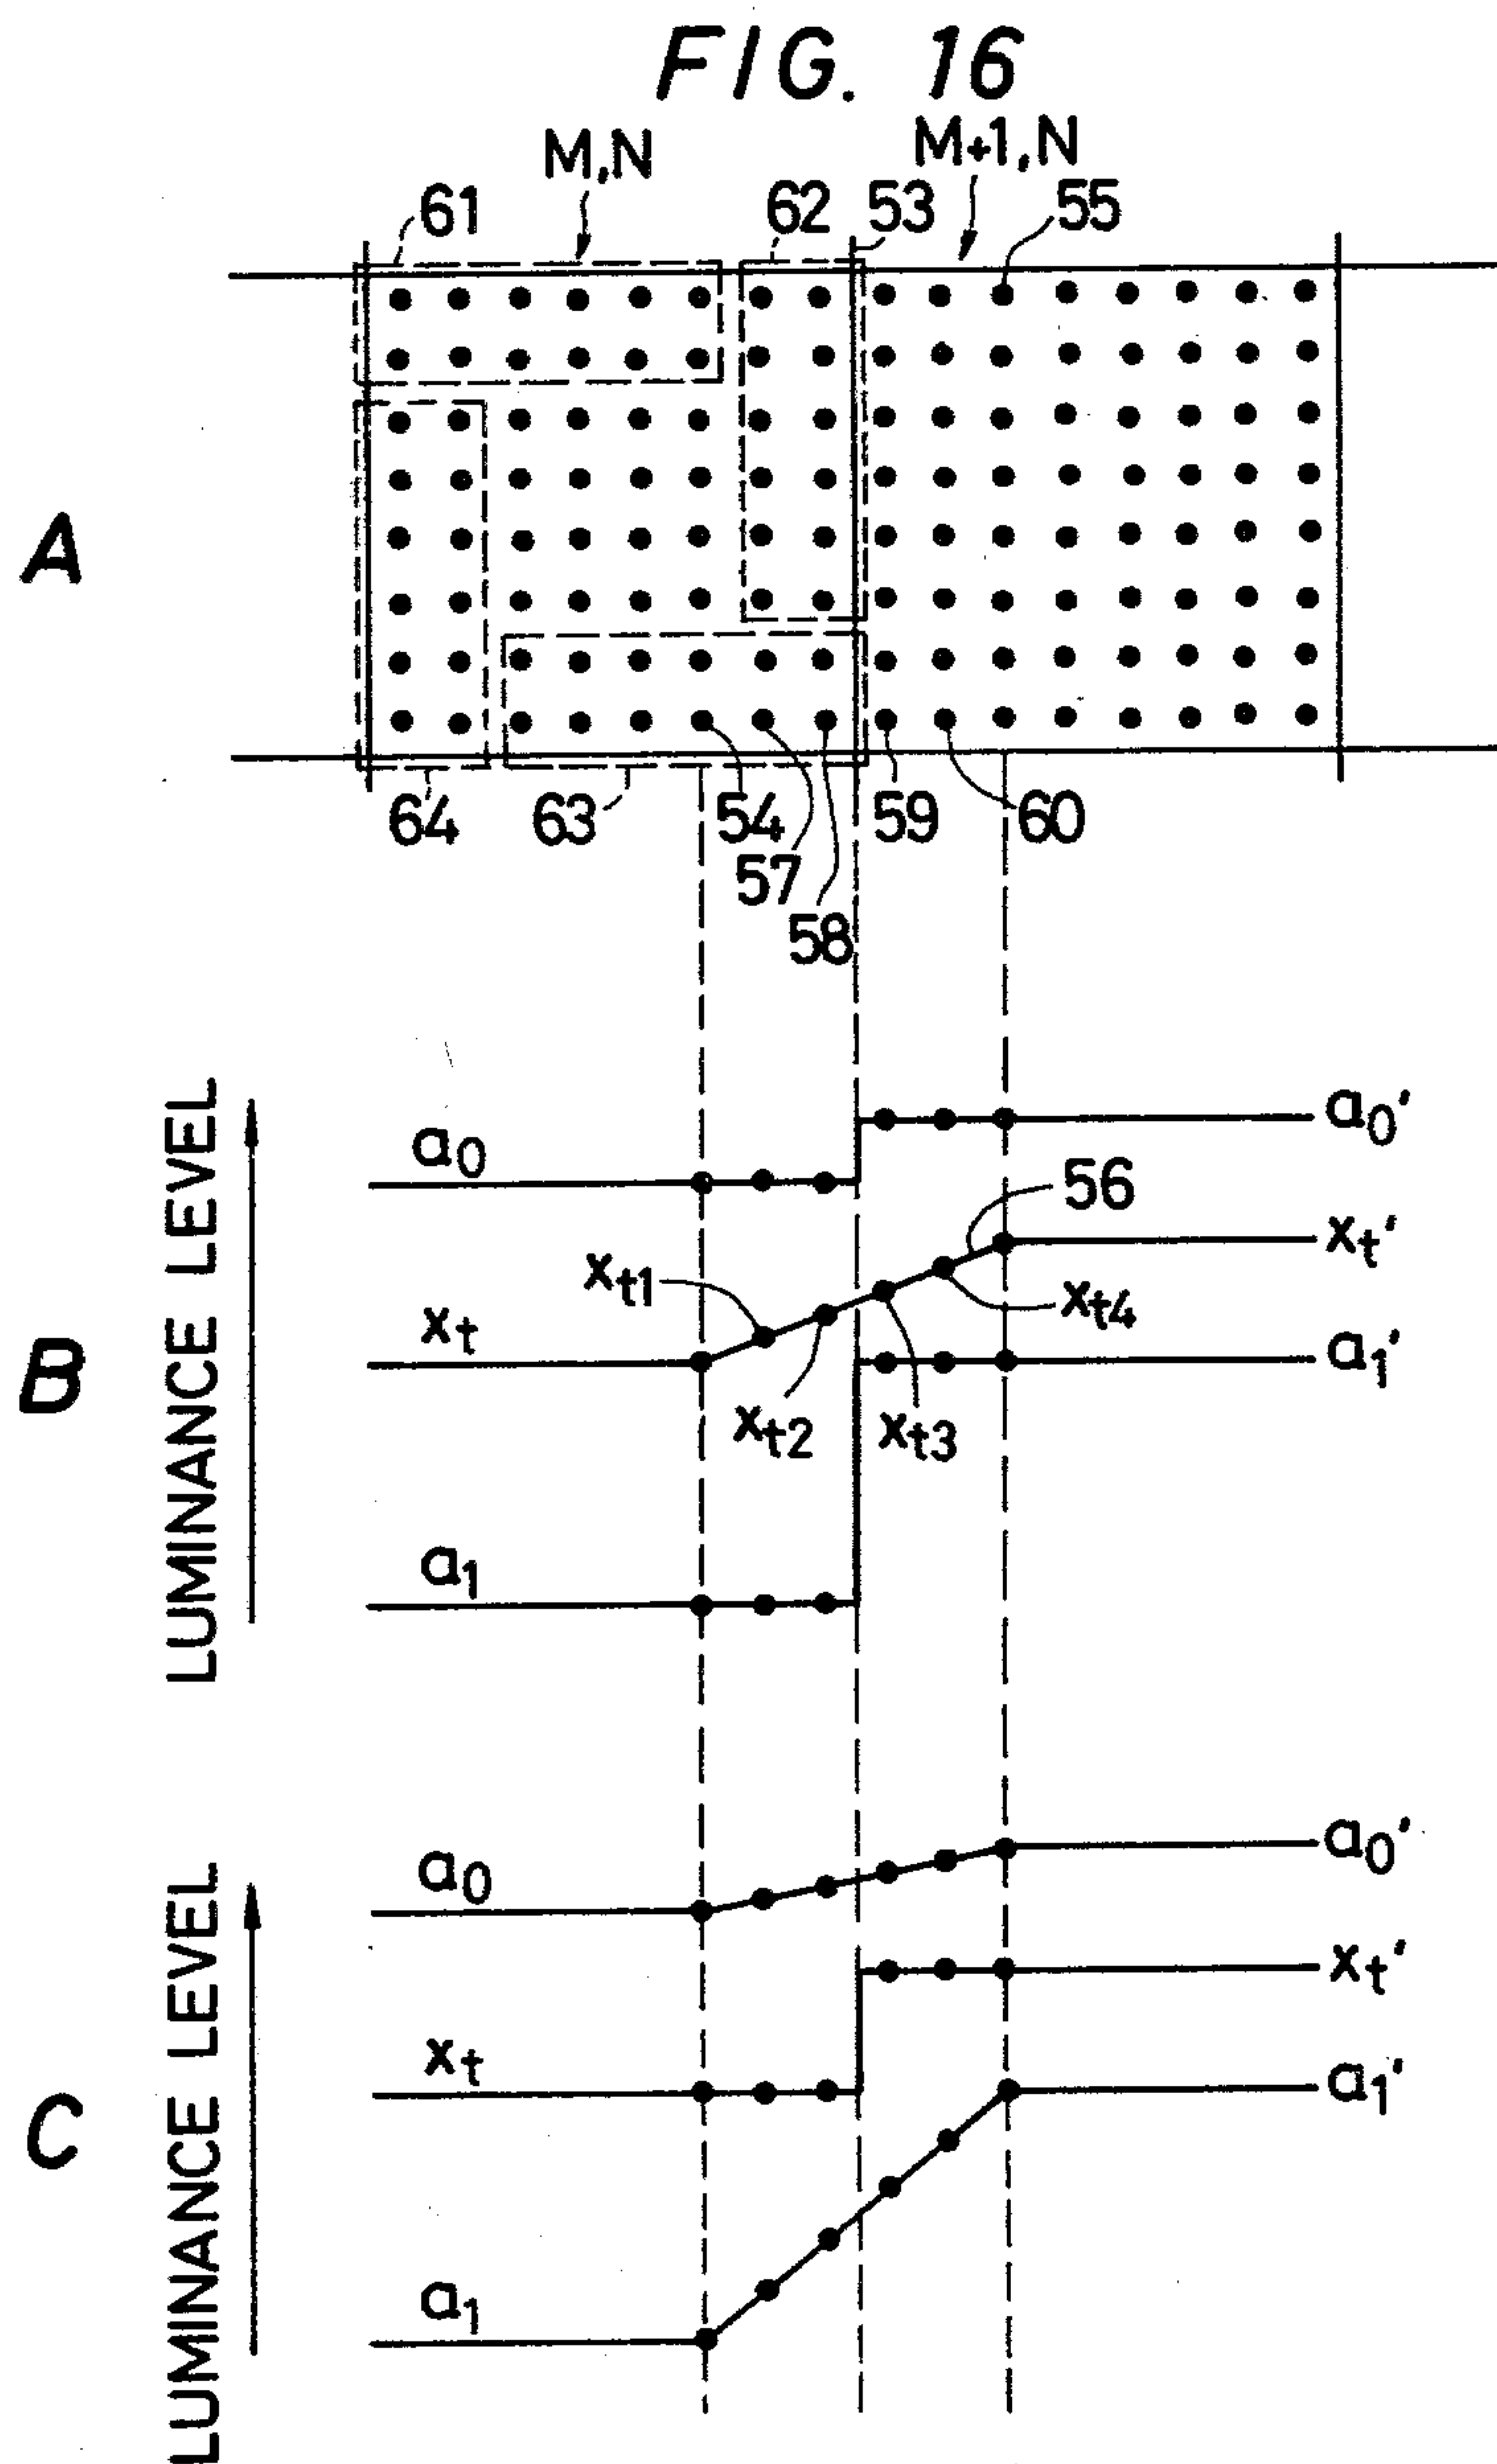 FIG. 16
M,N M+1,N
61 62 53 55
A
64 63 54 59 60
57
58
LUMINANCE LEVEL
B
a0 a0'
56
xt1 xt'
xt xt4
a1'
xt2 xt3
a1
LUMINANCE LEVEL
C
a0 a0'
xt'
xt
a1'
a1